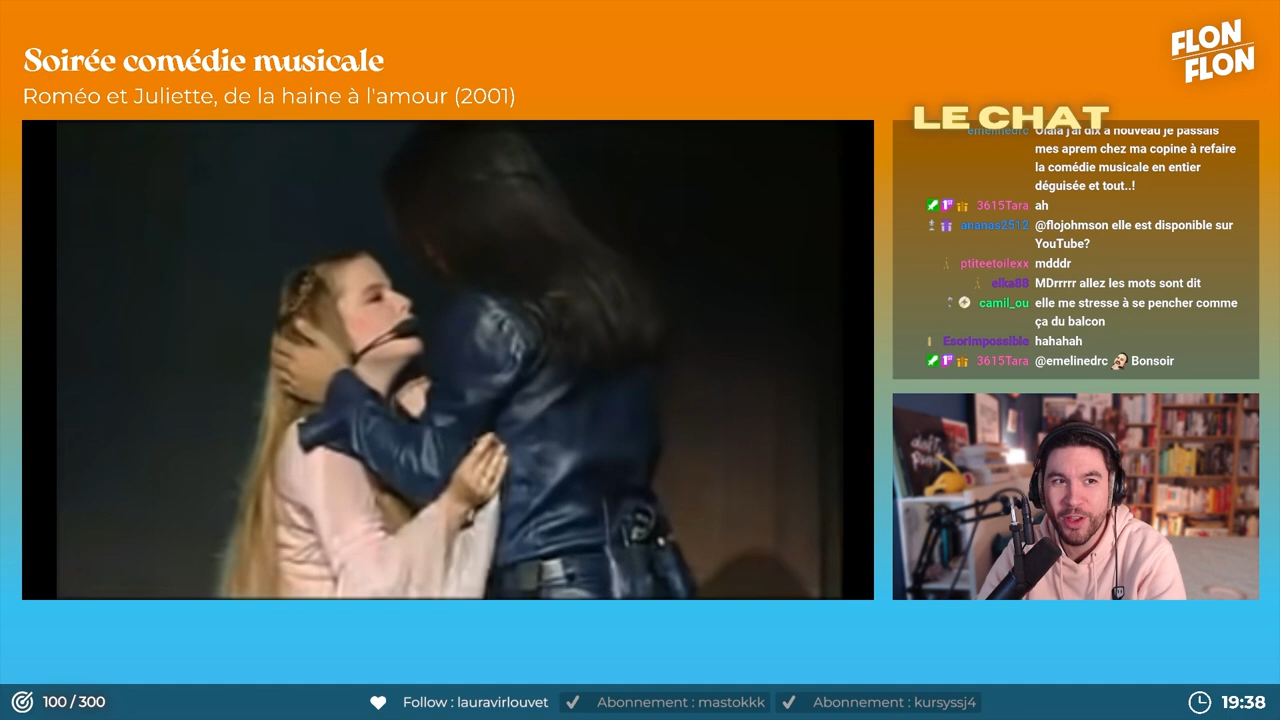 Soirée comédie musicale
Roméo et Juliette, de la haine à l'amour (2001)
FLON
FLON
LE CHAT
emelinedrc Olala j'ai dix à nouveau je passais
mes aprem chez ma copine à refaire
la comédie musicale en entier
déguisée et tout..!
3615Tara ah
ananas2512 @flojohmson elle est disponible sur
YouTube?
ptiteetoilexx mdddr
elka88 MDrrrrr allez les mots sont dit
camil_ou elle me stresse à se pencher comme
ça du balcon
Esorimpossible hahahah
3615Tara @emelinedrc Bonsoir
100 / 300
Follow : lauravirlouvet
Abonnement : mastokkk
Abonnement : kursyssj4
19:38